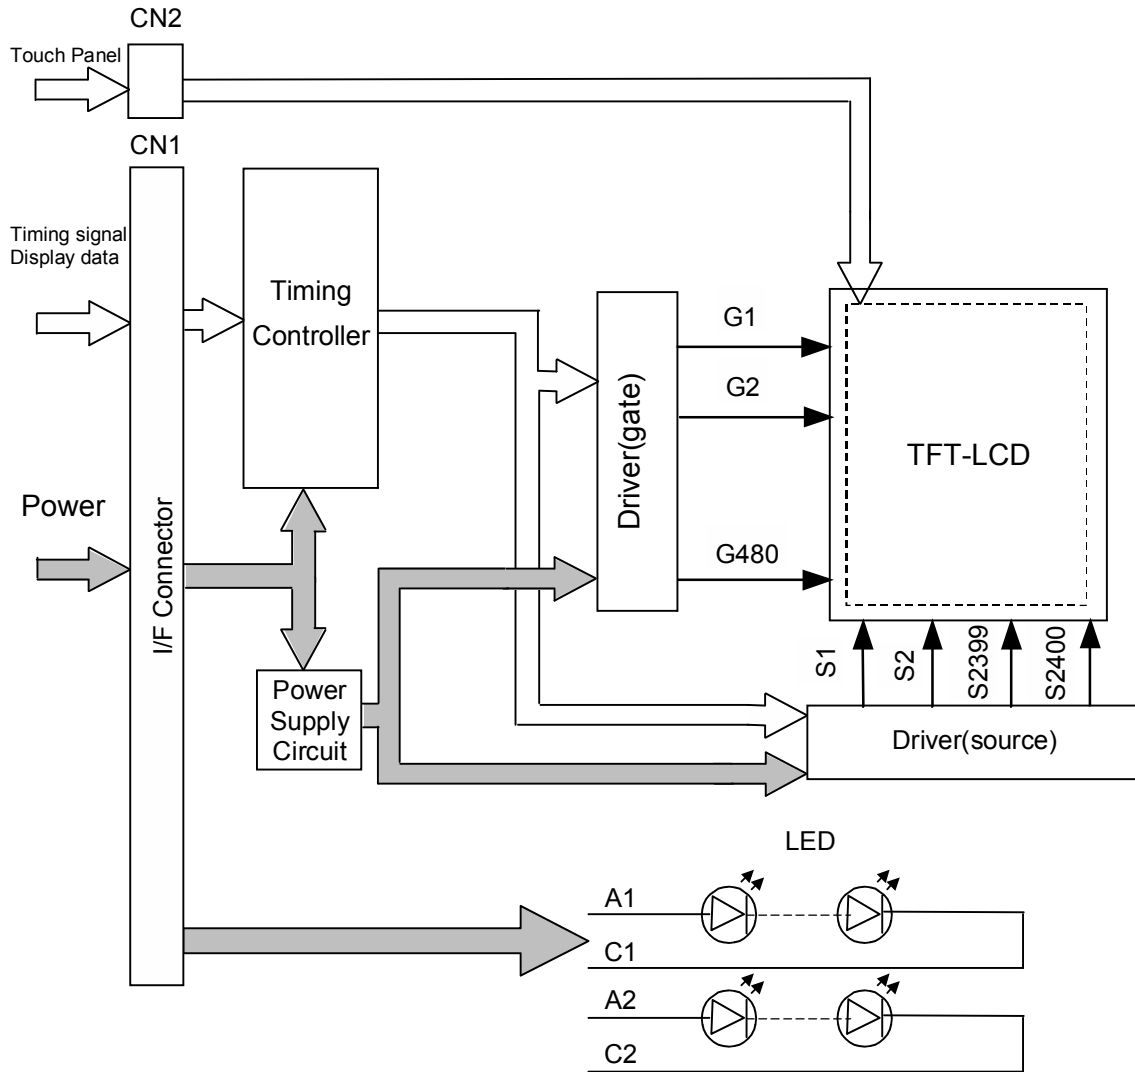 CN2
Touch Panel
CN1
Timing signal
Display data
Timing
Controller
Driver(gate)
G1
G2
TFT-LCD
Power
I/F Connector
G480
S1
S2
S2399
S2400
Power
Supply
Circuit
Driver(source)
LED
A1
C1
A2
C2